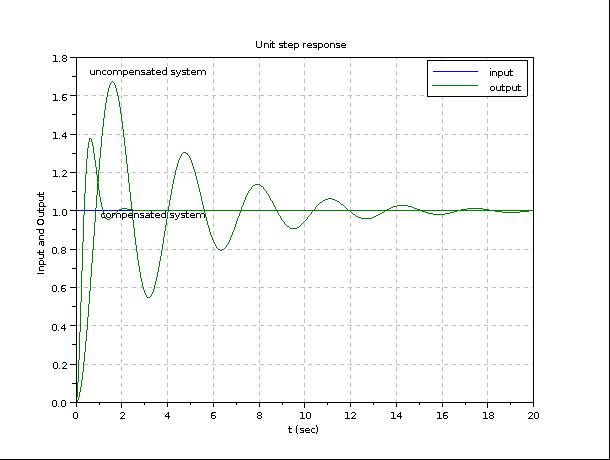 Unit step response
1.8
uncompensated system
input
output
1.6
1.4
1.2
1.0
compensated system
0.8
0.6
0.4
0.2
0.0
Input and Output
0 2 4 6 8 10 12 14 16 18 20
t (sec)